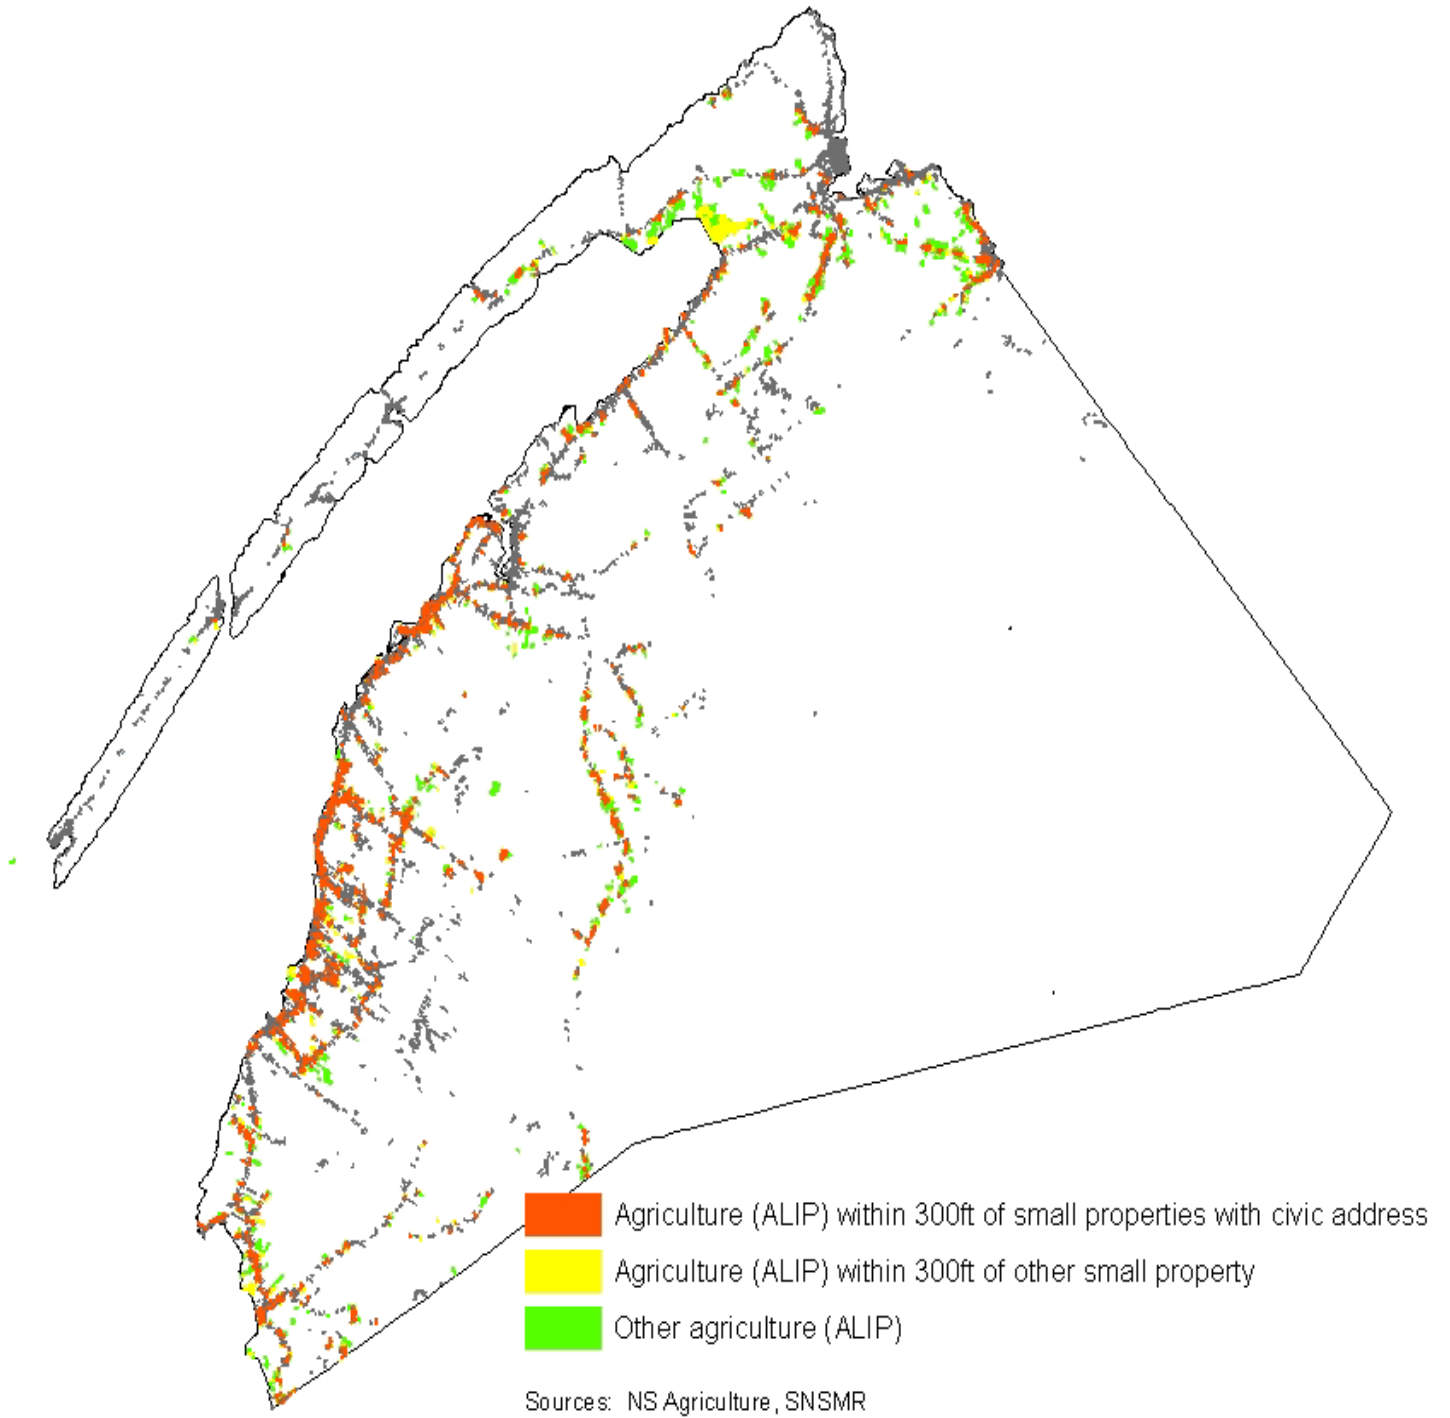 Agriculture (ALIP) within 300ft of small properties with civic address
Agriculture (ALIP) within 300ft of other small property
Other agriculture (ALIP)
Sources: NS Agriculture, SNSMR